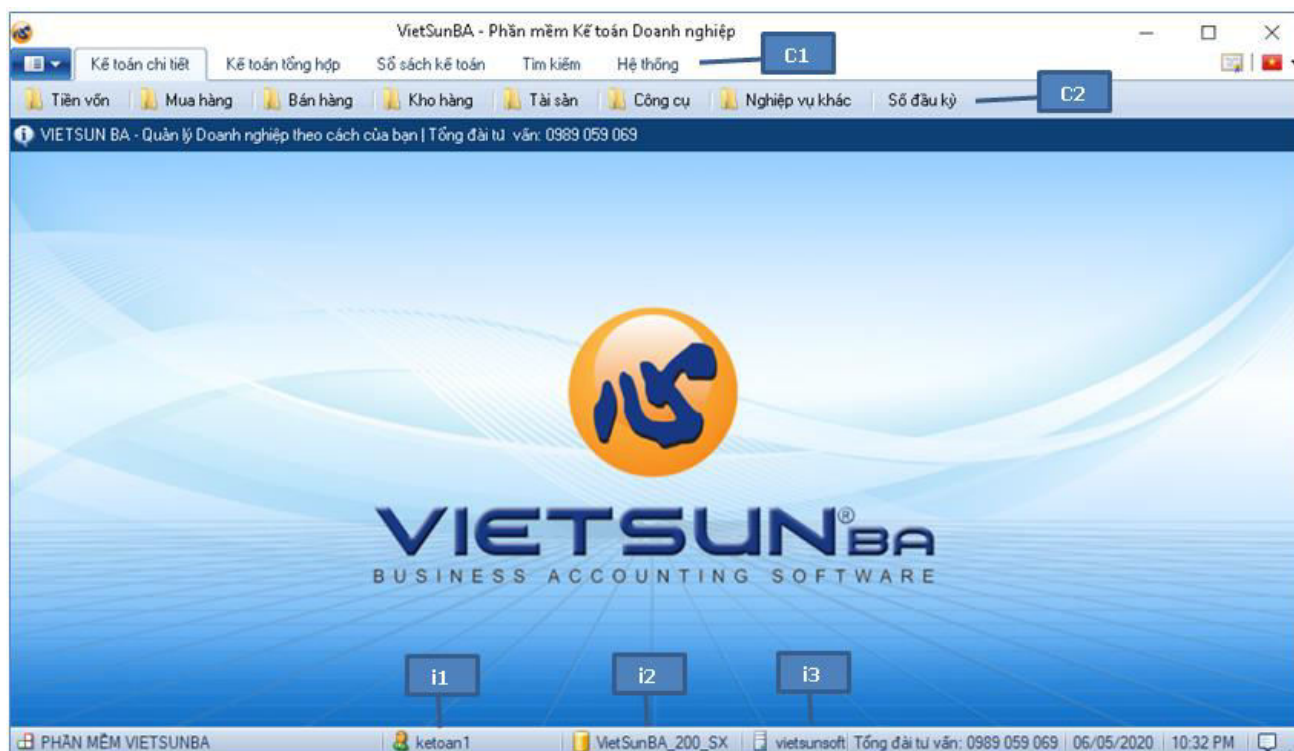 VietSunBA - Phần mềm Kế toán Doanh nghiệp
Kế toán chi tiết Kế toán tổng hợp Sổ sách kế toán Tìm kiếm Hệ thống C1
Tiền vốn Mua hàng Bán hàng Kho hàng Tài sản Công cụ Nghiệp vụ khác Số đầu kỳ C2
VIETSUN BA - Quản lý Doanh nghiệp theo cách của bạn | Tổng đài tư vấn: 0989 059 069
VIETSUN® BA
BUSINESS ACCOUNTING SOFTWARE
i1 i2 i3
PHẦN MỀM VIETSUNBA ketoan1 VietSunBA_200_SX vietsunsoft Tổng đài tư vấn: 0989 059 069 06/05/2020 10:32 PM